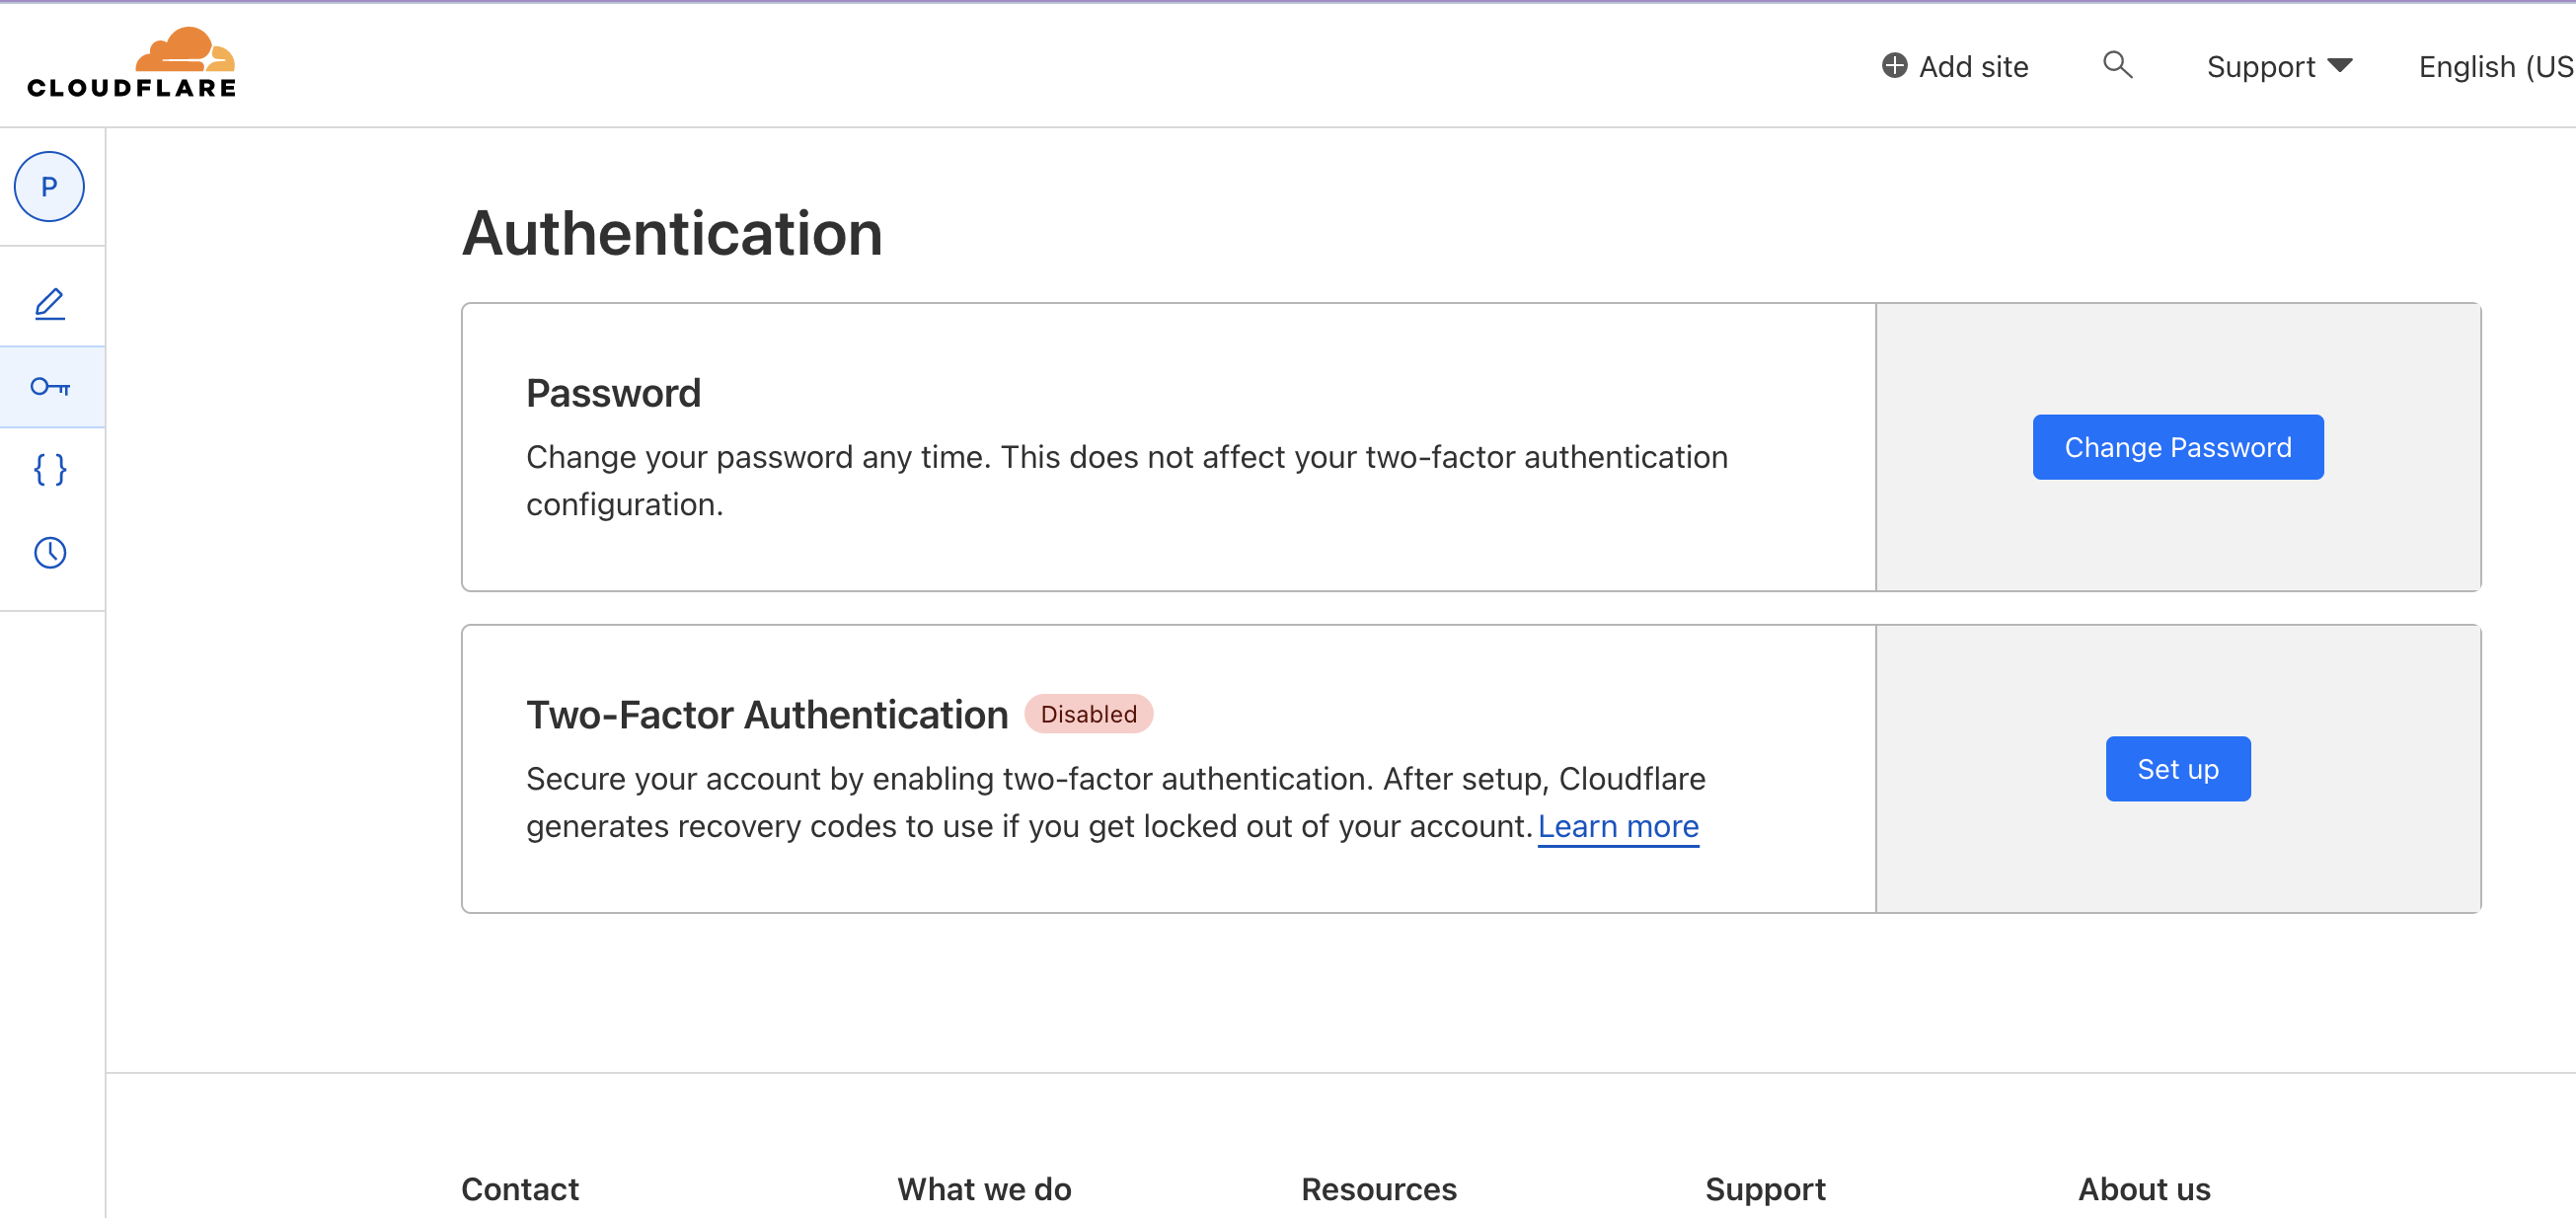 CLOUDFLARE
Add site
Support
English (US
P
Authentication
Password
Change your password any time. This does not affect your two-factor authentication
configuration.
Change Password
Two-Factor Authentication Disabled
Secure your account by enabling two-factor authentication. After setup, Cloudflare
generates recovery codes to use if you get locked out of your account. Learn more
Set up
Contact
What we do
Resources
Support
About us